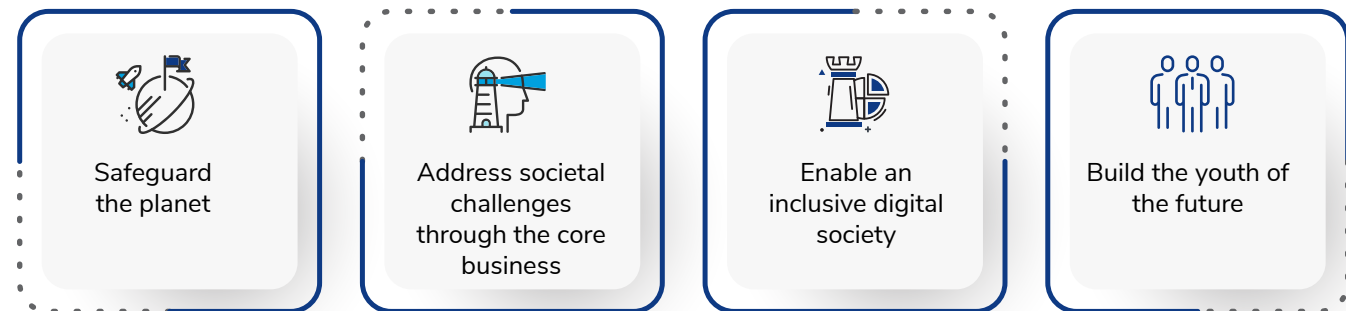 Safeguard
the planet
Address societal
challenges
through the core
business
Enable an
inclusive digital
society
Build the youth of
the future